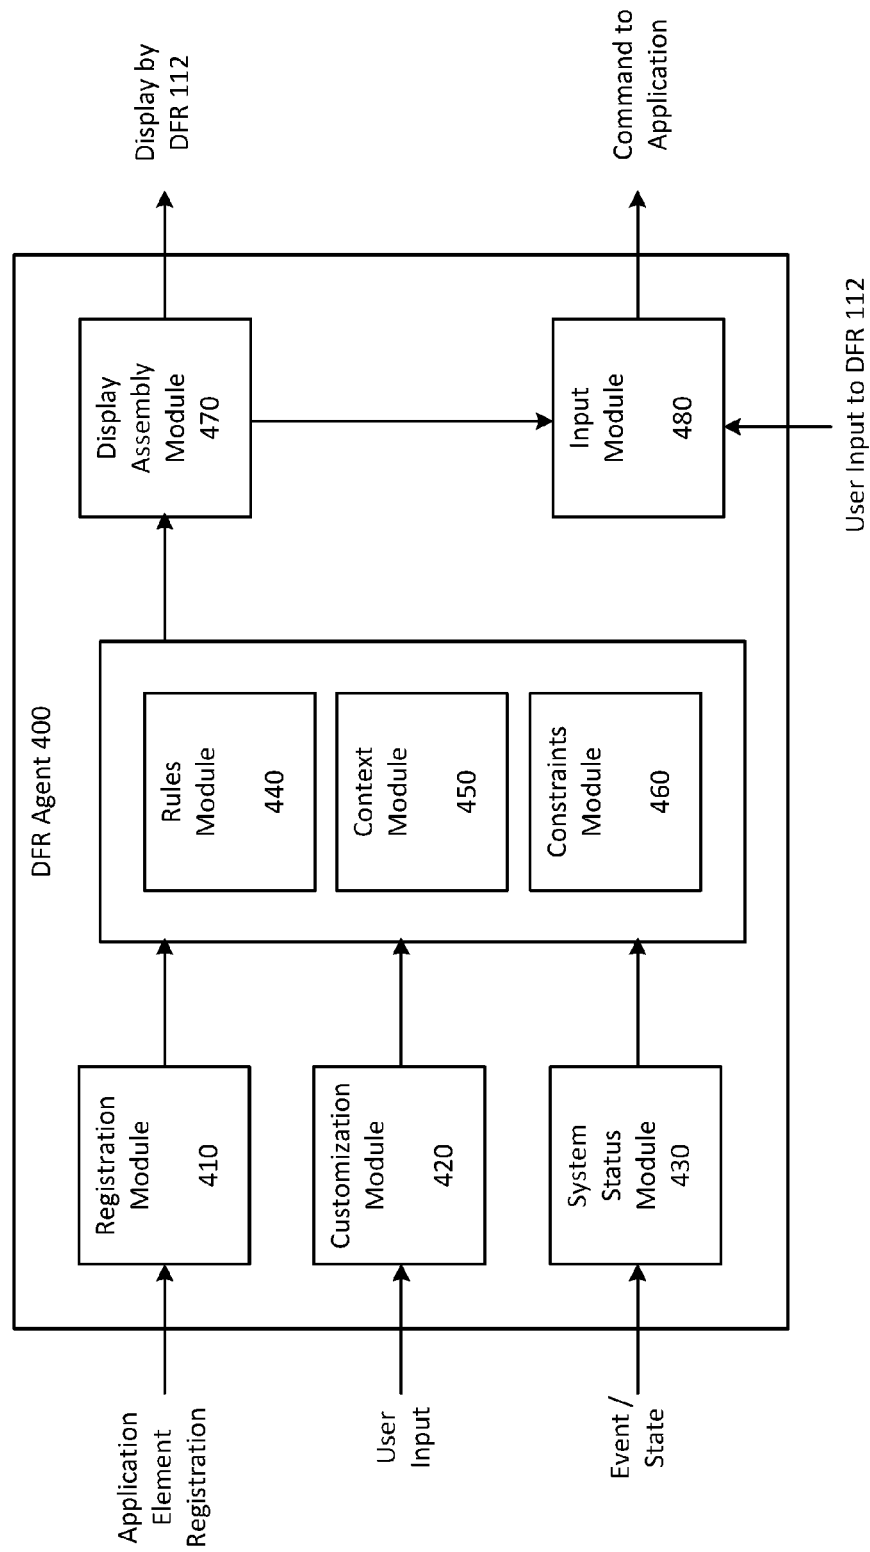 DFR Agent 400
Application
Element
Registration
Registration
Module
410
User
Input
Customization
Module
420
Event /
State
System
Status
Module
430
Rules
Module
440
Context
Module
450
Constraints
Module
460
Display
Assembly
Module
470
Input
Module
480
Display by
DFR 112
Command to
Application
User Input to DFR 112